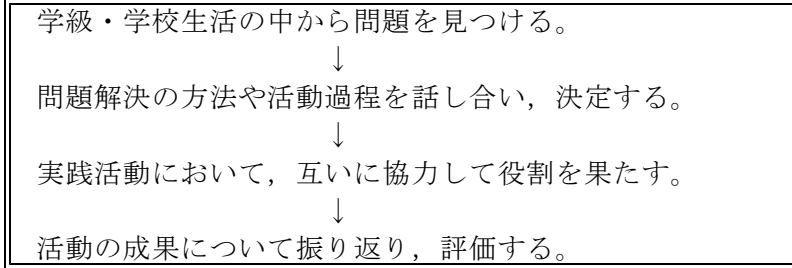 学級・学校生活の中から問題を見つける。
↓
問題解決の方法や活動過程を話し合い，決定する。
↓
実践活動において，互いに協力して役割を果たす。
↓
活動の成果について振り返り，評価する。